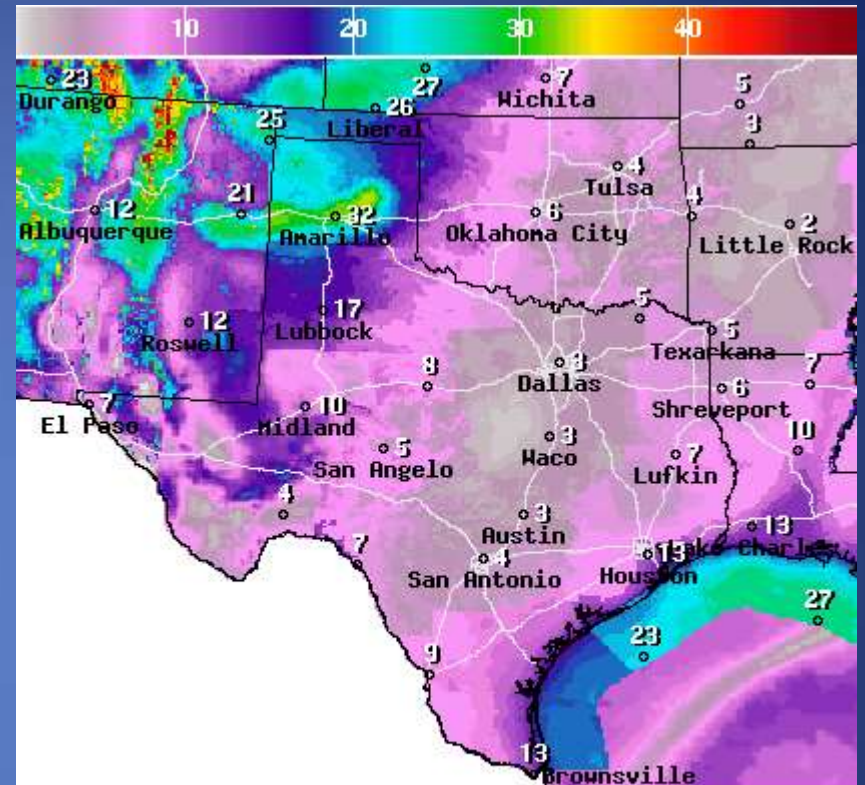 10 20 30 40
23 27 7
Durango Wichita 5
26
25 Liberal 3
4
Tulsa
12 21 32 6 4 2
Albuquerque Amarillo Oklahoma City Little Rock
12 17 5
Roswell Lubbock 5
Texarkana
8 3 7
Dallas 6
7 10 Shreveport
El Paso Midland
5 3 7 10
San Angelo Waco Lufkin
4 3 13
Austin
7 4 13 Lake Charles
San Antonio Houston
27
23
9
13
Brownsville